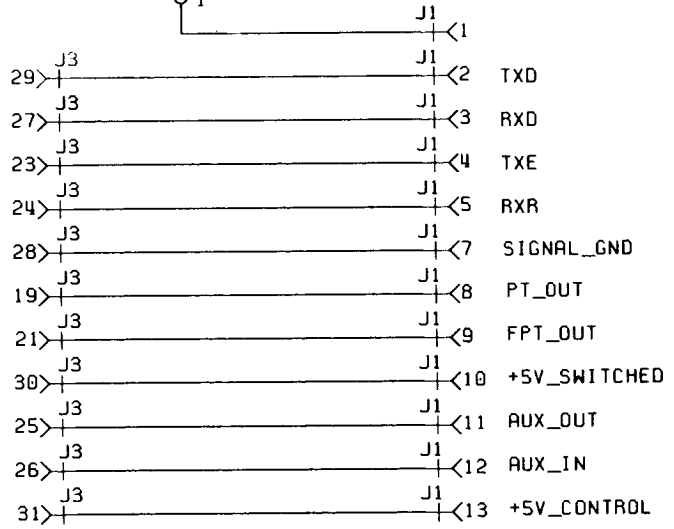 1
J1
1
J3 J1
29 2 TXD
J3 J1
27 3 RXD
J3 J1
23 4 TXE
J3 J1
24 5 RXR
J3 J1
28 7 SIGNAL_GND
J3 J1
19 8 PT_OUT
J3 J1
21 9 FPT_OUT
J3 J1
30 10 +5V_SWITCHED
J3 J1
25 11 AUX_OUT
J3 J1
26 12 AUX_IN
J3 J1
31 13 +5V_CONTROL